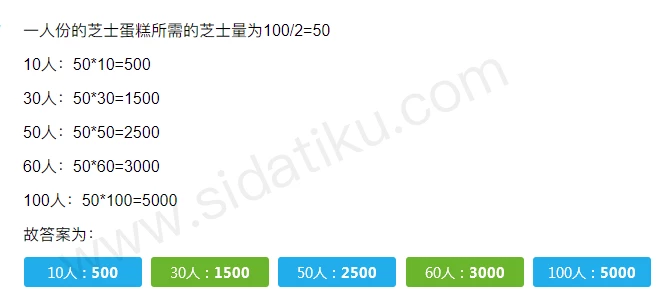 一人份的芝士蛋糕所需的芝士量为100/2=50
10人：50*10=500
30人：50*30=1500
50人：50*50=2500
60人：50*60=3000
100人：50*100=5000
故答案为：
10人：500 30人：1500 50人：2500 60人：3000 100人：5000
www.sidatiku.com